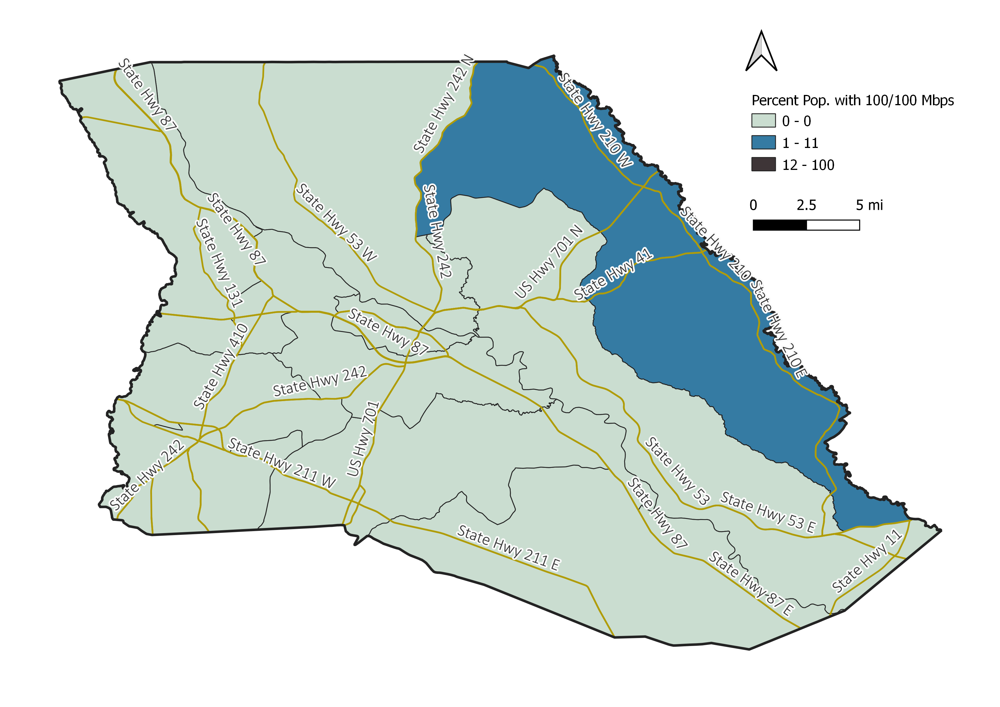 State Hwy 87
State Hwy 242 N
State Hwy 210 W
Percent Pop. with 100/100 Mbps
0 - 0
1 - 11
12 - 100
0 2.5 5 mi
State Hwy 87
State Hwy 53 W
State Hwy 242
State Hwy 131
US Hwy 701 N
State Hwy 41
State Hwy 210
State Hwy 210 E
State Hwy 410
State Hwy 87
State Hwy 242
US Hwy 701
State Hwy 242
State Hwy 211 W
State Hwy 53
State Hwy 53 E
State Hwy 87
State Hwy 211 E
State Hwy 11
State Hwy 87 E